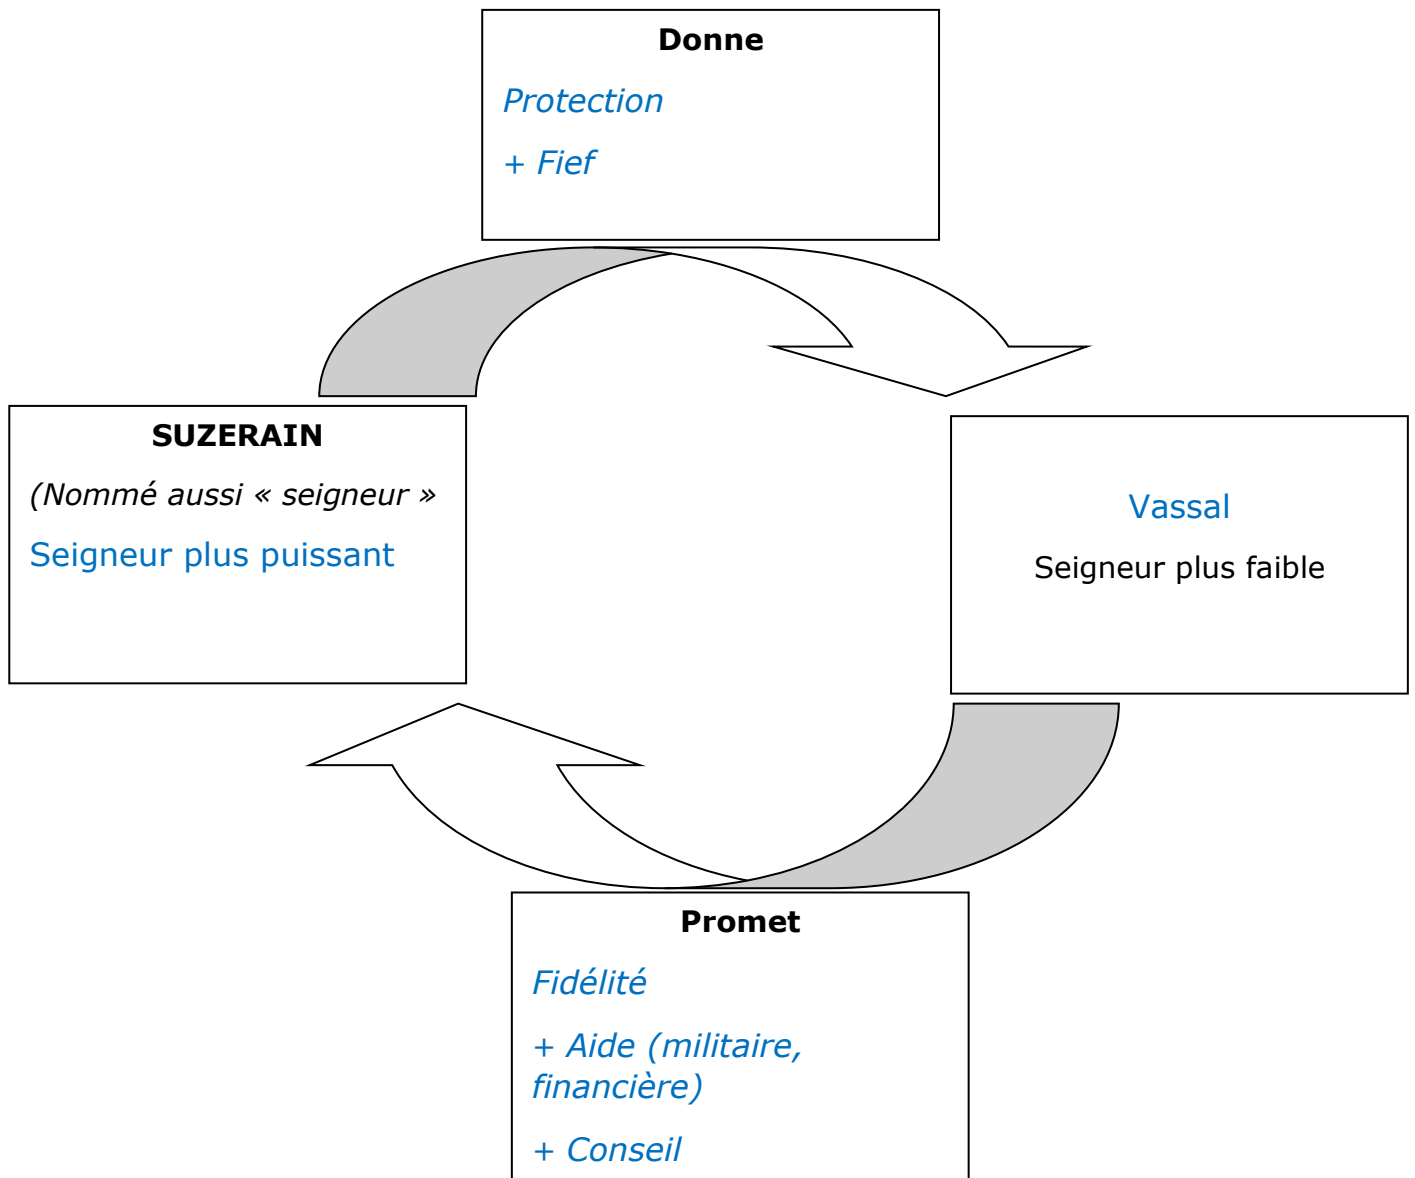 Donne
Protection
+ Fief
SUZERAIN
(Nommé aussi « seigneur »
Seigneur plus puissant
Vassal
Seigneur plus faible
Promet
Fidélité
+ Aide (militaire,
financière)
+ Conseil